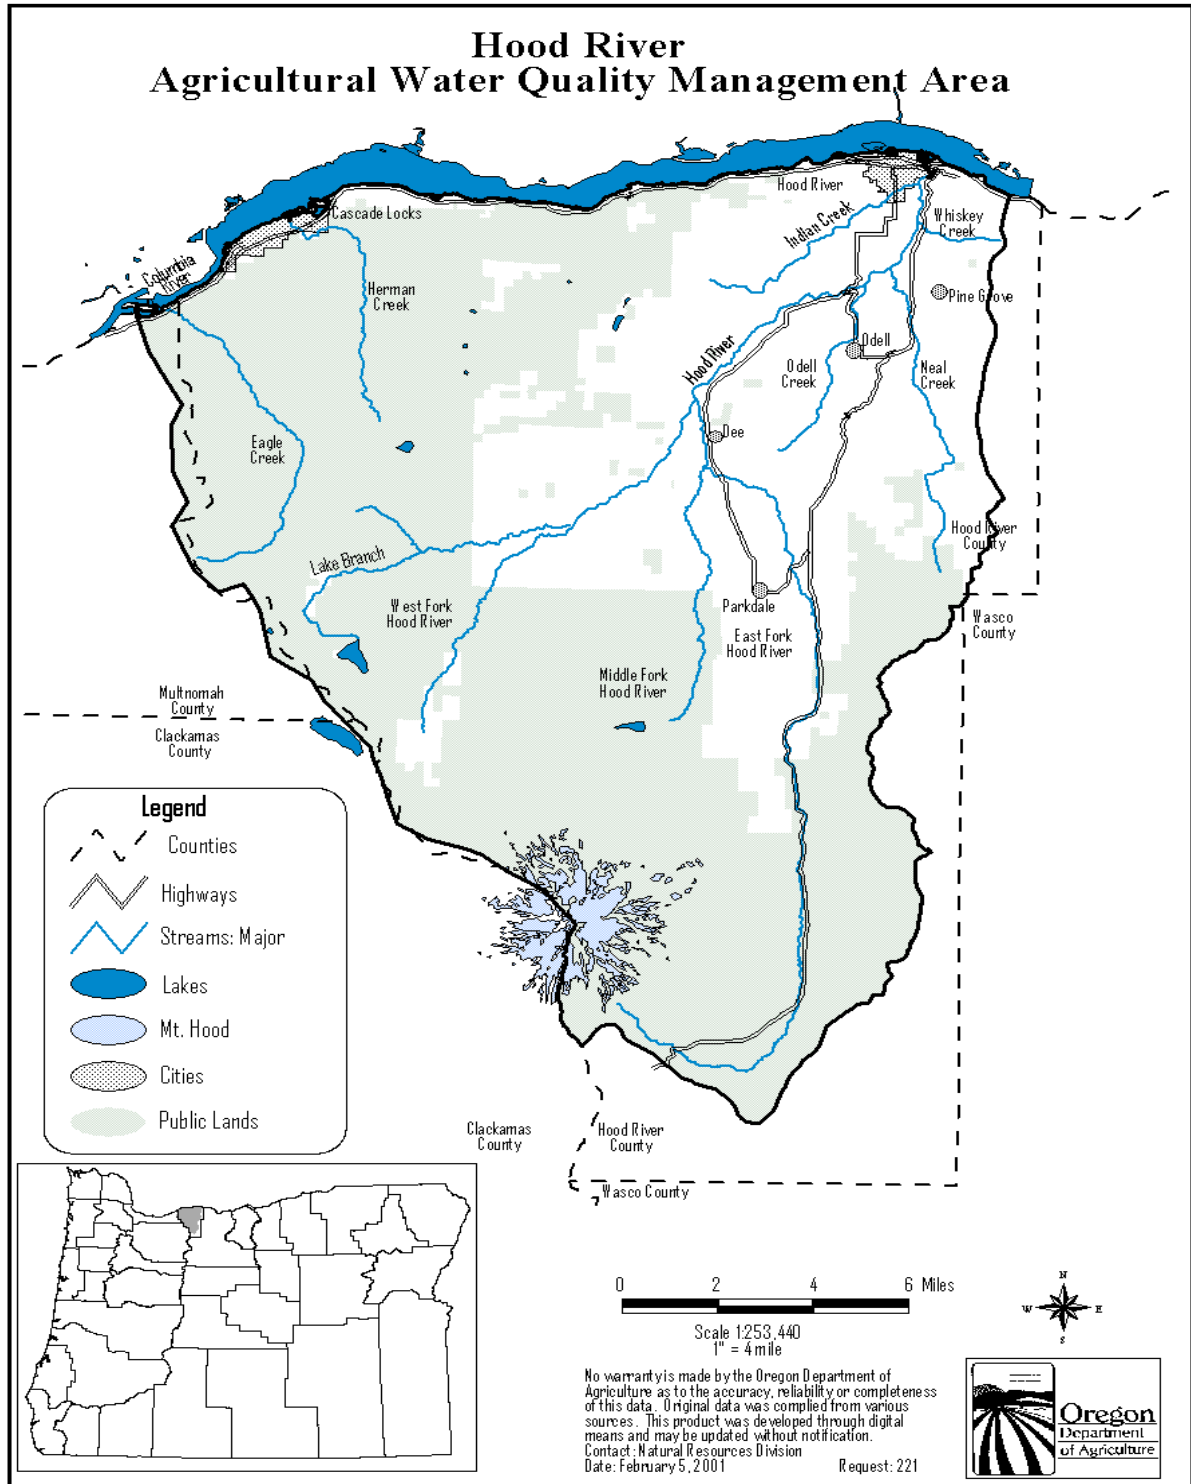 Hood River
Agricultural Water Quality Management Area
Hood River
Cascade Locks
Indian Creek
Whiskey
Creek
Columbia
River
Herman
Creek
Pine Grove
Hood River
Odell
Odell
Creek
Neal
Creek
Dee
Eagle
Creek
Hood River
County
Lake Branch
West Fork
Hood River
Parkdale
Wasco
County
East Fork
Hood River
Middle Fork
Hood River
Multnomah
County
Clackamas
County
Legend
Counties
Highways
Streams: Major
Lakes
Mt. Hood
Cities
Public Lands
Clackamas
County
Hood River
County
Wasco County
0 2 4 6 Miles
Scale 1:253,440
1" = 4 mile
N
W E
S
No warranty is made by the Oregon Department of
Agriculture as to the accuracy, reliability or completeness
of this data. Original data was complied from various
sources. This product was developed through digital
means and may be updated without notification.
Contact: Natural Resources Division
Date: February 5, 2001 Request: 221
Oregon
Department
of Agriculture